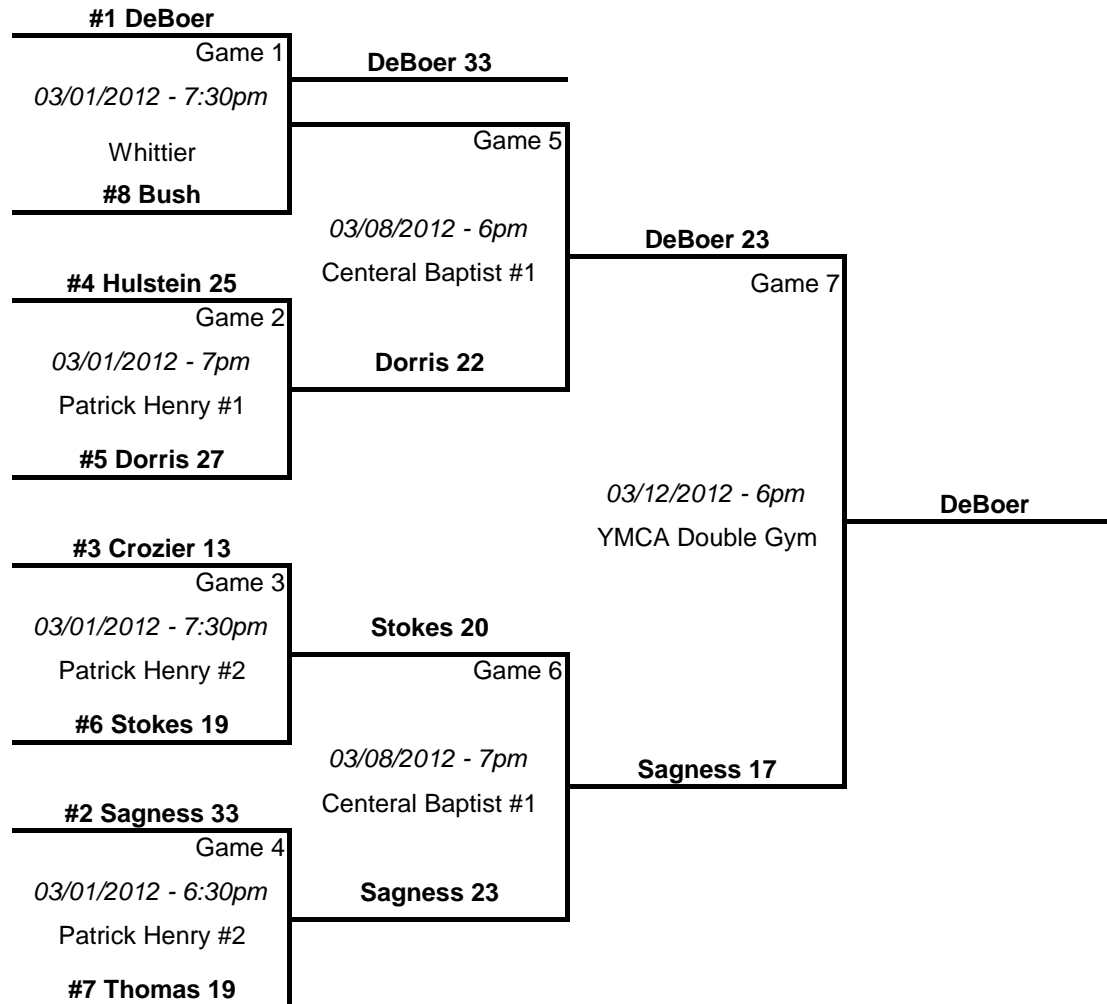 #1 DeBoer
Game 1
03/01/2012 - 7:30pm
Whittier
#8 Bush
DeBoer 33
Game 5
03/08/2012 - 6pm
Centeral Baptist #1
Dorris 22
#4 Hulstein 25
Game 2
03/01/2012 - 7pm
Patrick Henry #1
#5 Dorris 27
DeBoer 23
Game 7
03/12/2012 - 6pm
YMCA Double Gym
Sagness 17
DeBoer
#3 Crozier 13
Game 3
03/01/2012 - 7:30pm
Patrick Henry #2
#6 Stokes 19
Stokes 20
Game 6
03/08/2012 - 7pm
Centeral Baptist #1
Sagness 23
#2 Sagness 33
Game 4
03/01/2012 - 6:30pm
Patrick Henry #2
#7 Thomas 19